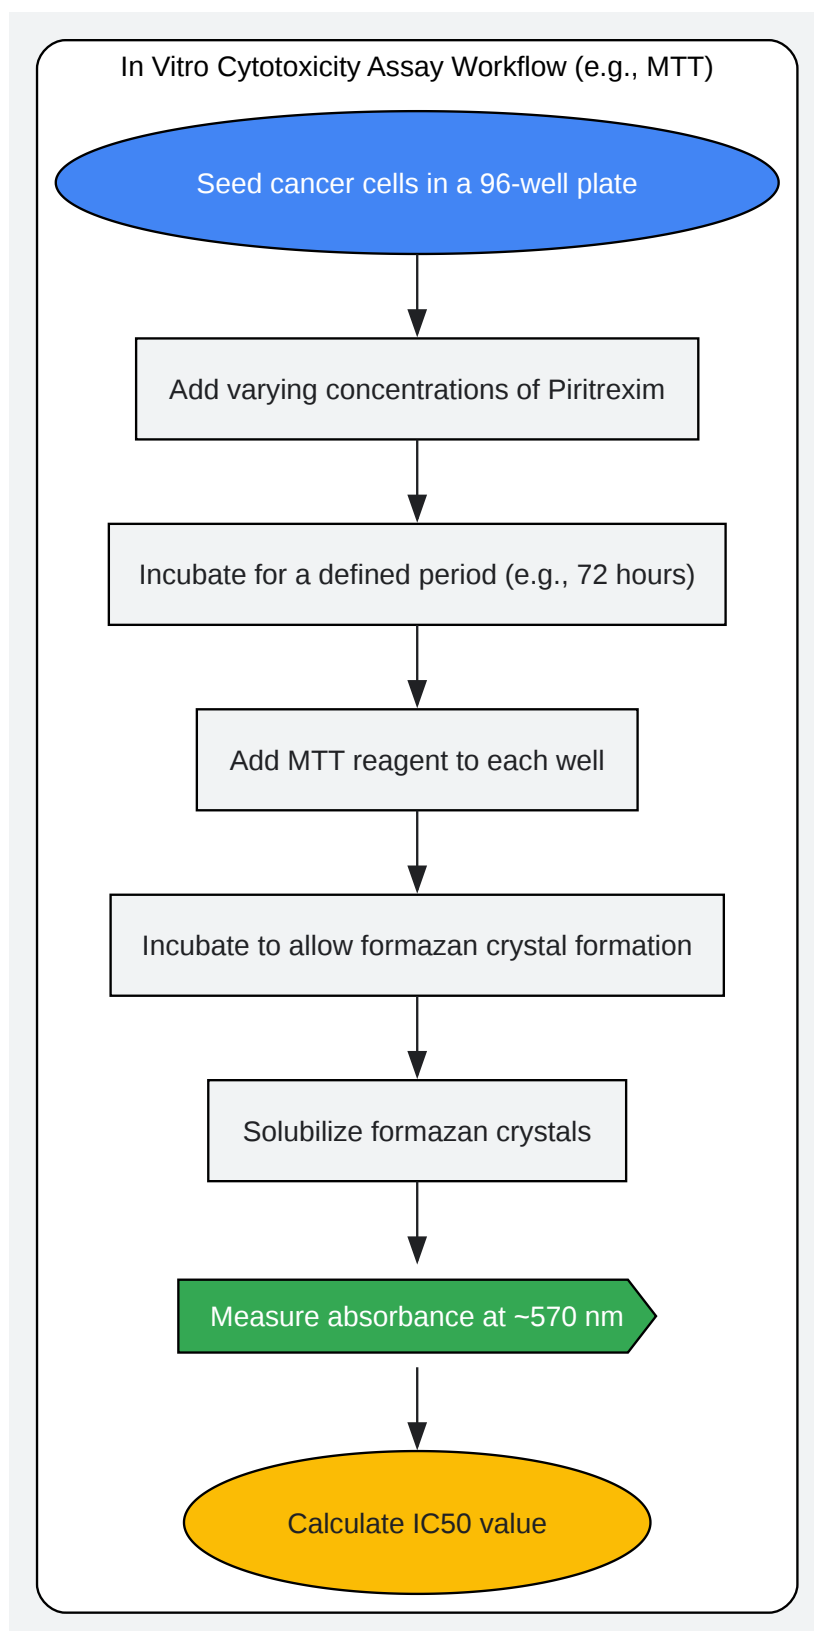 In Vitro Cytotoxicity Assay Workflow (e.g., MTT)
Seed cancer cells in a 96-well plate
Add varying concentrations of Piritrexim
Incubate for a defined period (e.g., 72 hours)
Add MTT reagent to each well
Incubate to allow formazan crystal formation
Solubilize formazan crystals
Measure absorbance at ~570 nm
Calculate IC50 value